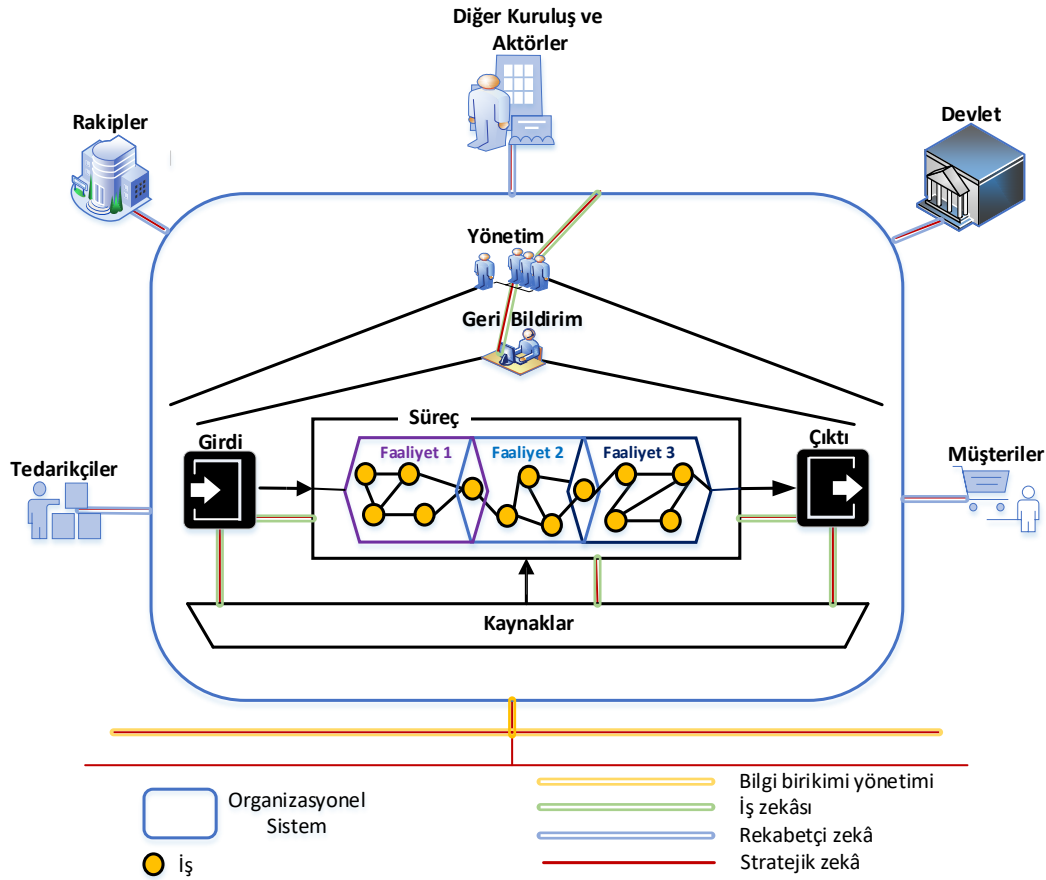 Diğer Kuruluş ve
Aktörler
Rakipler
Devlet
Yönetim
Geri Bildirim
Süreç
Girdi
Çıktı
Faaliyet 1
Faaliyet 2
Faaliyet 3
Tedarikçiler
Müşteriler
Kaynaklar
Organizasyonel
Sistem
İş
Bilgi birikimi yönetimi
İş zekâsı
Rekabetçi zekâ
Stratejik zekâ